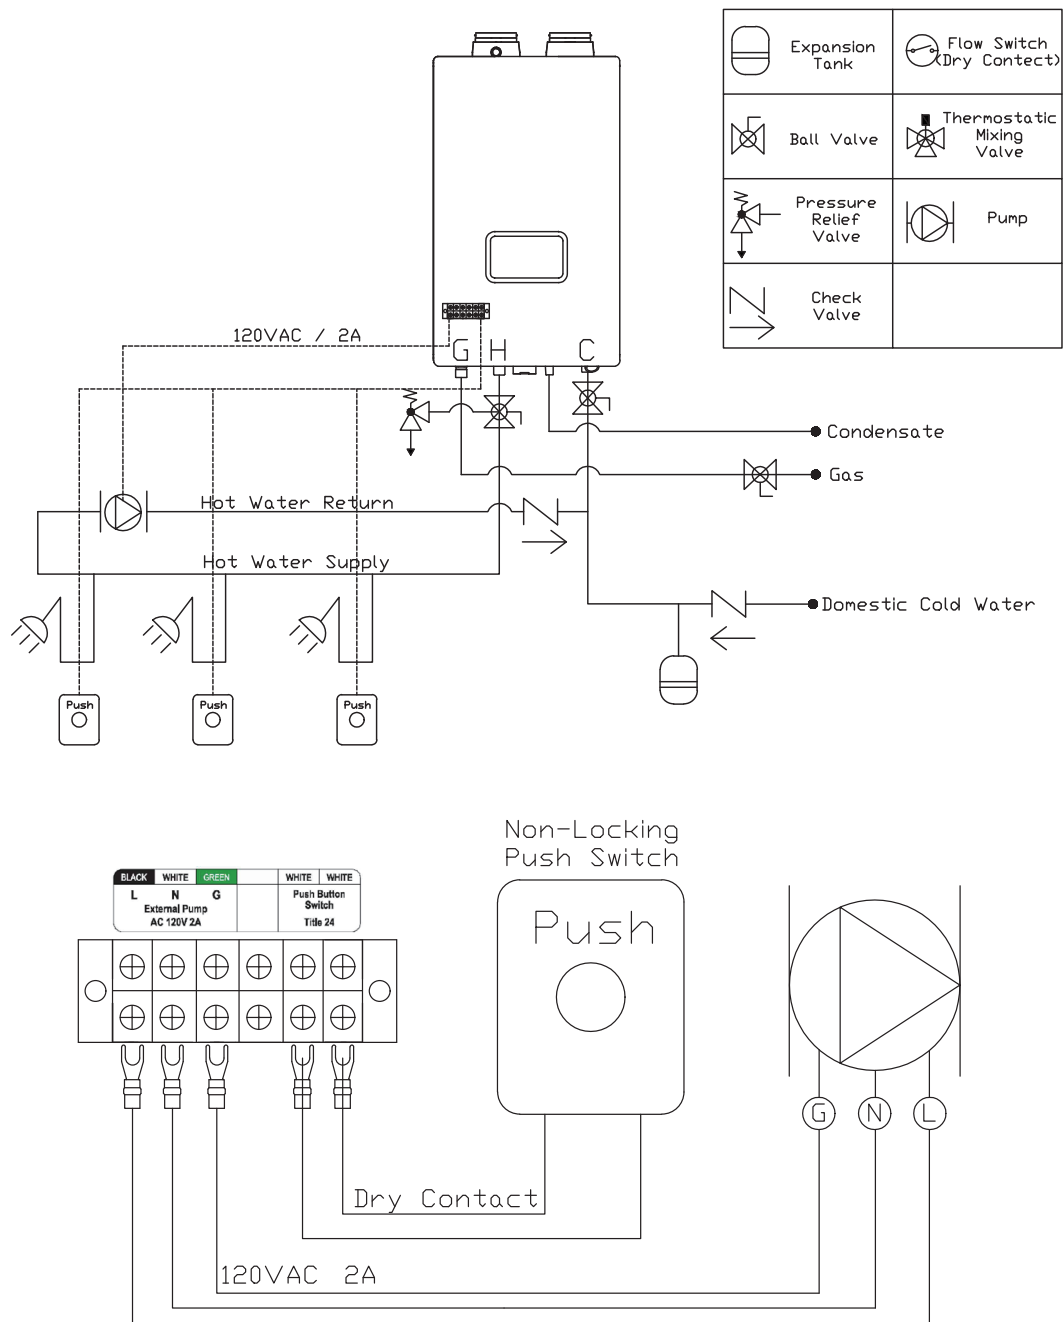 Expansion
Tank
Flow Switch
(Dry Contect)
Ball Valve
Thermostatic
Mixing
Valve
Pressure
Relief
Valve
Pump
Check
Valve
120VAC / 2A
G H C
Condensate
Gas
Hot Water Return
Hot Water Supply
Domestic Cold Water
Push
Push
Push
Non-Locking
Push Switch
BLACK WHITE GREEN WHITE WHITE
L N G
External Pump
AC 120V 2A
Push Button
Switch
Title 24
Push
G N L
Dry Contact
120VAC 2A